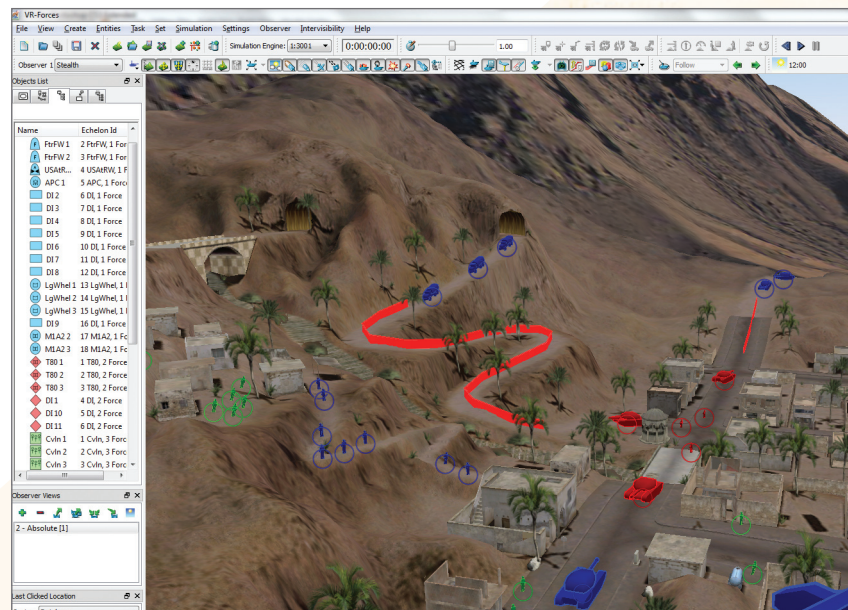 VR-Forces
File View Create Entities Task Set Simulation Settings Observer Intervisibility Help
Simulation Engine: 1:3001 0:00:00:00 1.00
Observer 1 Stealth Follow 12:00
Objects List
Name Echelon Id
FtrFW 1 2 FtrFW, 1 For
FtrFW 2 3 FtrFW, 1 For
USAtR... 4 USAtRW, 1 F
APC 1 5 APC, 1 Forc
DI 2 6 DI, 1 Force
DI 3 7 DI, 1 Force
DI 4 8 DI, 1 Force
DI 5 9 DI, 1 Force
DI 6 10 DI, 1 Force
DI 7 11 DI, 1 Force
DI 8 12 DI, 1 Force
LgWhel 1 13 LgWhel, 1
LgWhel 2 14 LgWhel, 1
LgWhel 3 15 LgWhel, 1
DI 9 16 DI, 1 Force
M1A2 2 17 M1A2, 1 Fo
M1A2 3 18 M1A2, 1 Fo
T80 1 1 T80, 2 Force
T80 2 2 T80, 2 Force
T80 3 3 T80, 2 Force
DI 1 4 DI, 2 Force
DI 10 5 DI, 2 Force
DI 11 6 DI, 2 Force
Cvln 1 1 Cvln, 3 Forc
Cvln 2 2 Cvln, 3 Forc
Cvln 3 3 Cvln, 3 Forc
Observer Views
2 - Absolute [1]
Last Clicked Location